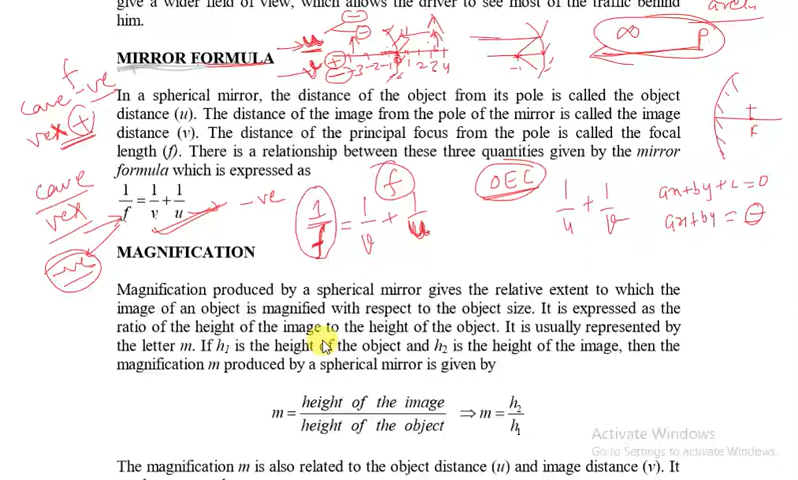 give a wider field of view, which allows the driver to see most of the traffic behind
him.
MIRROR FORMULA
In a spherical mirror, the distance of the object from its pole is called the object
distance (u). The distance of the image from the pole of the mirror is called the image
distance (v). The distance of the principal focus from the pole is called the focal
length (f). There is a relationship between these three quantities given by the mirror
formula which is expressed as
1/f = 1/v + 1/u
-ve
1/f = 1/v + 1/u
f
OEC
1/u + 1/v
ax+by+c=0
ax+by=
f
cave -ve
vex +
cave
vex
-ve
u
v
-3 -2 -1 1 2 3 4
∞ P
F
MAGNIFICATION
Magnification produced by a spherical mirror gives the relative extent to which the
image of an object is magnified with respect to the object size. It is expressed as the
ratio of the height of the image to the height of the object. It is usually represented by
the letter m. If h₁ is the height of the object and h₂ is the height of the image, then the
magnification m produced by a spherical mirror is given by
m = height of the image / height of the object ⇒ m = h₂/h₁
Activate Windows
Go to Settings to activate Windows.
The magnification m is also related to the object distance (u) and image distance (v). It